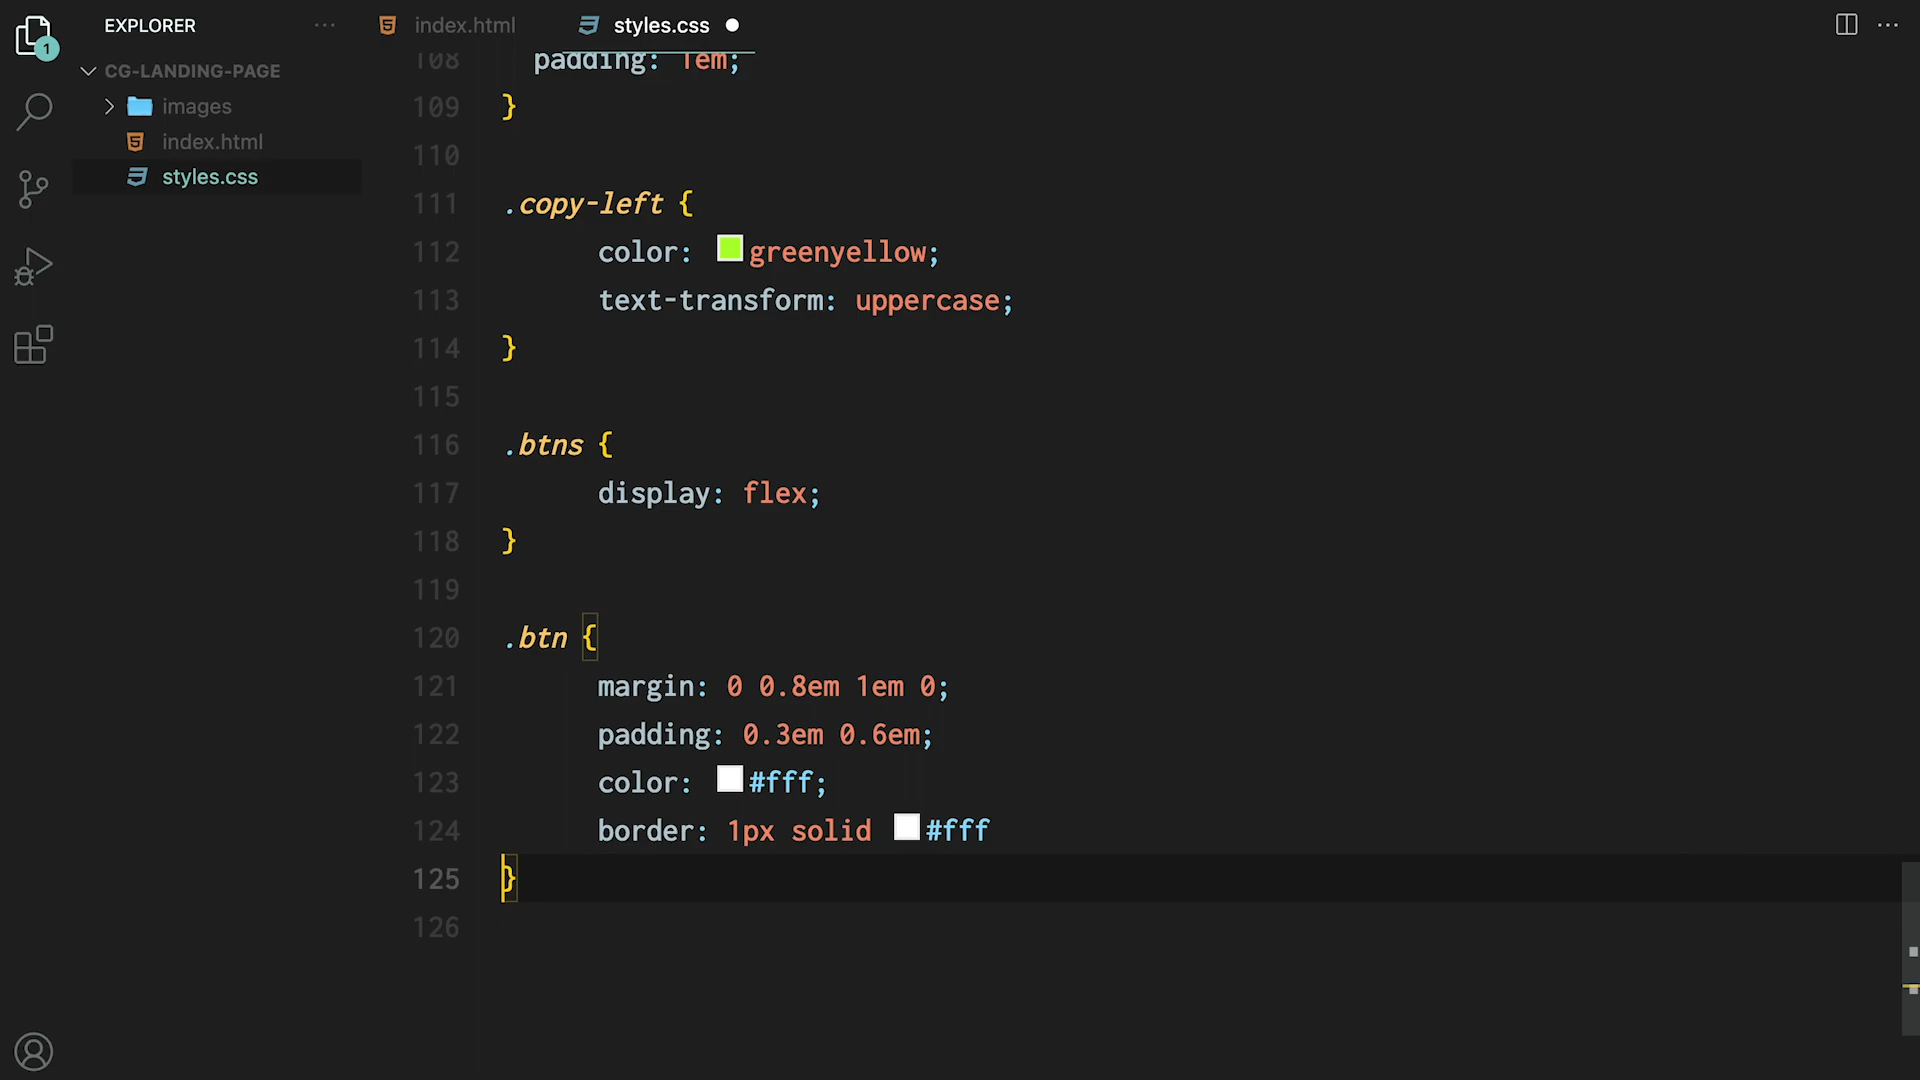 EXPLORER
index.html
styles.css
1
CG-LANDING-PAGE
images
index.html
styles.css
108 padding: 1em;
109 }
110
111 .copy-left {
112 color: greenyellow;
113 text-transform: uppercase;
114 }
115
116 .btns {
117 display: flex;
118 }
119
120 .btn {
121 margin: 0 0.8em 1em 0;
122 padding: 0.3em 0.6em;
123 color: #fff;
124 border: 1px solid #fff
125 }
126